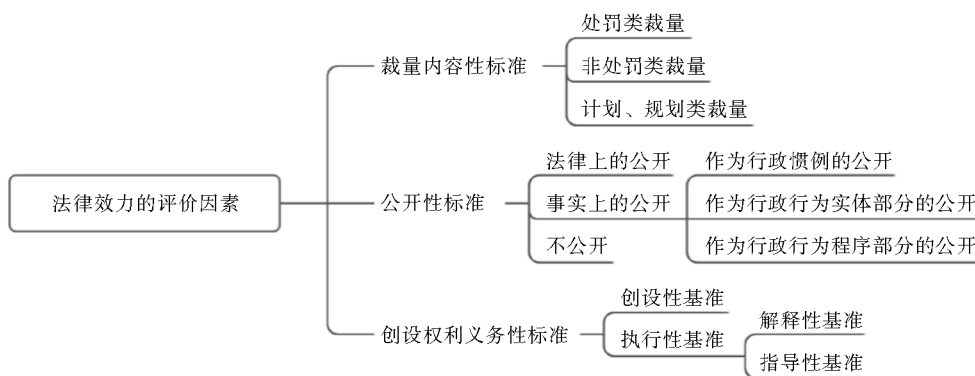 法律效力的评价因素
裁量内容性标准
处罚类裁量
非处罚类裁量
计划、规划类裁量
公开性标准
法律上的公开
事实上的公开
作为行政惯例的公开
作为行政行为实体部分的公开
作为行政行为程序部分的公开
不公开
创设权利义务性标准
创设性基准
执行性基准
解释性基准
指导性基准